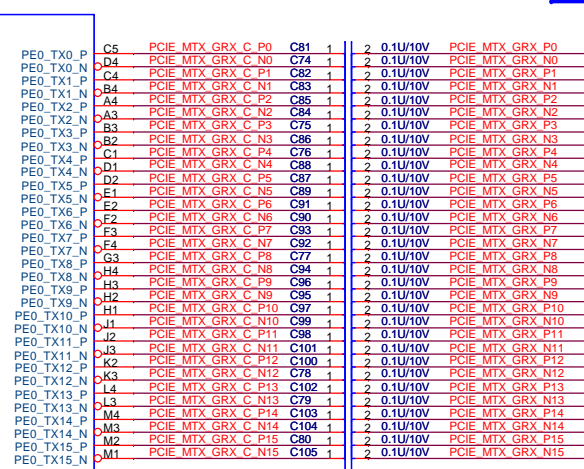 PE0_TX0_P C5 PCIE_MTX_GRX_C_P0 C81 1 2 0.1U/10V PCIE_MTX_GRX_P0
PE0_TX0_N D4 PCIE_MTX_GRX_C_N0 C74 1 2 0.1U/10V PCIE_MTX_GRX_N0
PE0_TX1_P C4 PCIE_MTX_GRX_C_P1 C82 1 2 0.1U/10V PCIE_MTX_GRX_P1
PE0_TX1_N B4 PCIE_MTX_GRX_C_N1 C83 1 2 0.1U/10V PCIE_MTX_GRX_N1
PE0_TX2_P A4 PCIE_MTX_GRX_C_P2 C85 1 2 0.1U/10V PCIE_MTX_GRX_P2
PE0_TX2_N A3 PCIE_MTX_GRX_C_N2 C84 1 2 0.1U/10V PCIE_MTX_GRX_N2
PE0_TX3_P B3 PCIE_MTX_GRX_C_P3 C75 1 2 0.1U/10V PCIE_MTX_GRX_P3
PE0_TX3_N B2 PCIE_MTX_GRX_C_N3 C86 1 2 0.1U/10V PCIE_MTX_GRX_N3
PE0_TX4_P C1 PCIE_MTX_GRX_C_P4 C76 1 2 0.1U/10V PCIE_MTX_GRX_P4
PE0_TX4_N D1 PCIE_MTX_GRX_C_N4 C88 1 2 0.1U/10V PCIE_MTX_GRX_N4
PE0_TX5_P D2 PCIE_MTX_GRX_C_P5 C87 1 2 0.1U/10V PCIE_MTX_GRX_P5
PE0_TX5_N E1 PCIE_MTX_GRX_C_N5 C89 1 2 0.1U/10V PCIE_MTX_GRX_N5
PE0_TX6_P E2 PCIE_MTX_GRX_C_P6 C91 1 2 0.1U/10V PCIE_MTX_GRX_P6
PE0_TX6_N F2 PCIE_MTX_GRX_C_N6 C90 1 2 0.1U/10V PCIE_MTX_GRX_N6
PE0_TX7_P F3 PCIE_MTX_GRX_C_P7 C93 1 2 0.1U/10V PCIE_MTX_GRX_P7
PE0_TX7_N F4 PCIE_MTX_GRX_C_N7 C92 1 2 0.1U/10V PCIE_MTX_GRX_N7
PE0_TX8_P G3 PCIE_MTX_GRX_C_P8 C77 1 2 0.1U/10V PCIE_MTX_GRX_P8
PE0_TX8_N H4 PCIE_MTX_GRX_C_N8 C94 1 2 0.1U/10V PCIE_MTX_GRX_N8
PE0_TX9_P H3 PCIE_MTX_GRX_C_P9 C96 1 2 0.1U/10V PCIE_MTX_GRX_P9
PE0_TX9_N H2 PCIE_MTX_GRX_C_N9 C95 1 2 0.1U/10V PCIE_MTX_GRX_N9
PE0_TX10_P H1 PCIE_MTX_GRX_C_P10 C97 1 2 0.1U/10V PCIE_MTX_GRX_P10
PE0_TX10_N J1 PCIE_MTX_GRX_C_N10 C99 1 2 0.1U/10V PCIE_MTX_GRX_N10
PE0_TX11_P J2 PCIE_MTX_GRX_C_P11 C98 1 2 0.1U/10V PCIE_MTX_GRX_P11
PE0_TX11_N J3 PCIE_MTX_GRX_C_N11 C101 1 2 0.1U/10V PCIE_MTX_GRX_N11
PE0_TX12_P K2 PCIE_MTX_GRX_C_P12 C100 1 2 0.1U/10V PCIE_MTX_GRX_P12
PE0_TX12_N K3 PCIE_MTX_GRX_C_N12 C78 1 2 0.1U/10V PCIE_MTX_GRX_N12
PE0_TX13_P L4 PCIE_MTX_GRX_C_P13 C102 1 2 0.1U/10V PCIE_MTX_GRX_P13
PE0_TX13_N L3 PCIE_MTX_GRX_C_N13 C79 1 2 0.1U/10V PCIE_MTX_GRX_N13
PE0_TX14_P M4 PCIE_MTX_GRX_C_P14 C103 1 2 0.1U/10V PCIE_MTX_GRX_P14
PE0_TX14_N M3 PCIE_MTX_GRX_C_N14 C104 1 2 0.1U/10V PCIE_MTX_GRX_N14
PE0_TX15_P M2 PCIE_MTX_GRX_C_P15 C80 1 2 0.1U/10V PCIE_MTX_GRX_P15
PE0_TX15_N M1 PCIE_MTX_GRX_C_N15 C105 1 2 0.1U/10V PCIE_MTX_GRX_N15